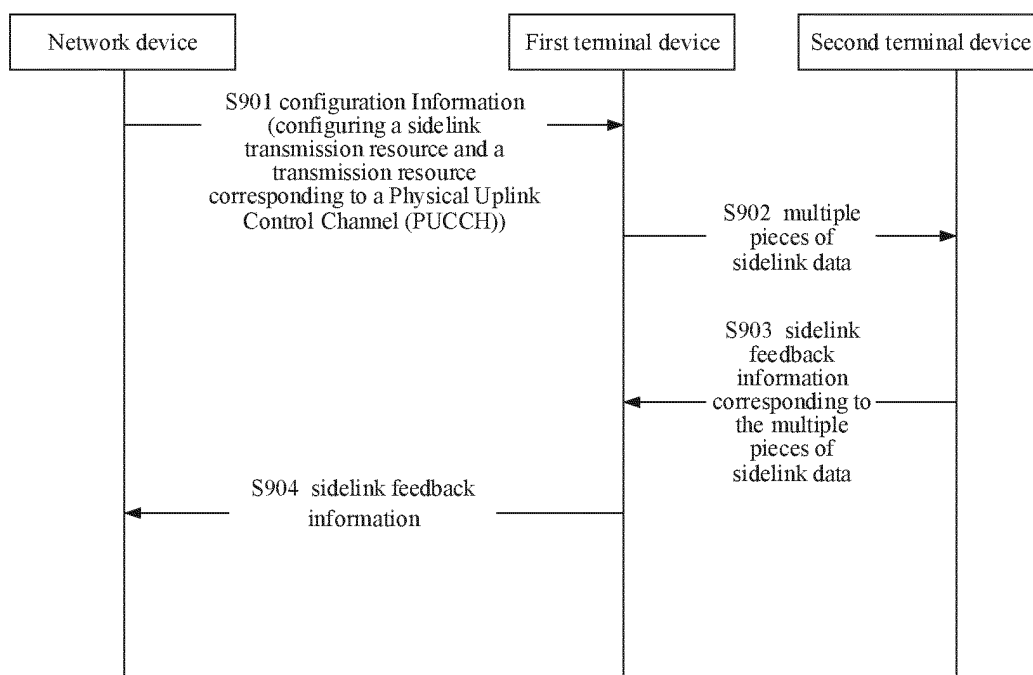 Network device
First terminal device
Second terminal device
S901 configuration Information
(configuring a sidelink
transmission resource and a
transmission resource
corresponding to a Physical Uplink
Control Channel (PUCCH))
S902 multiple
pieces of
sidelink data
S903 sidelink
feedback
information
corresponding to
the multiple
pieces of
sidelink data
S904 sidelink feedback
information